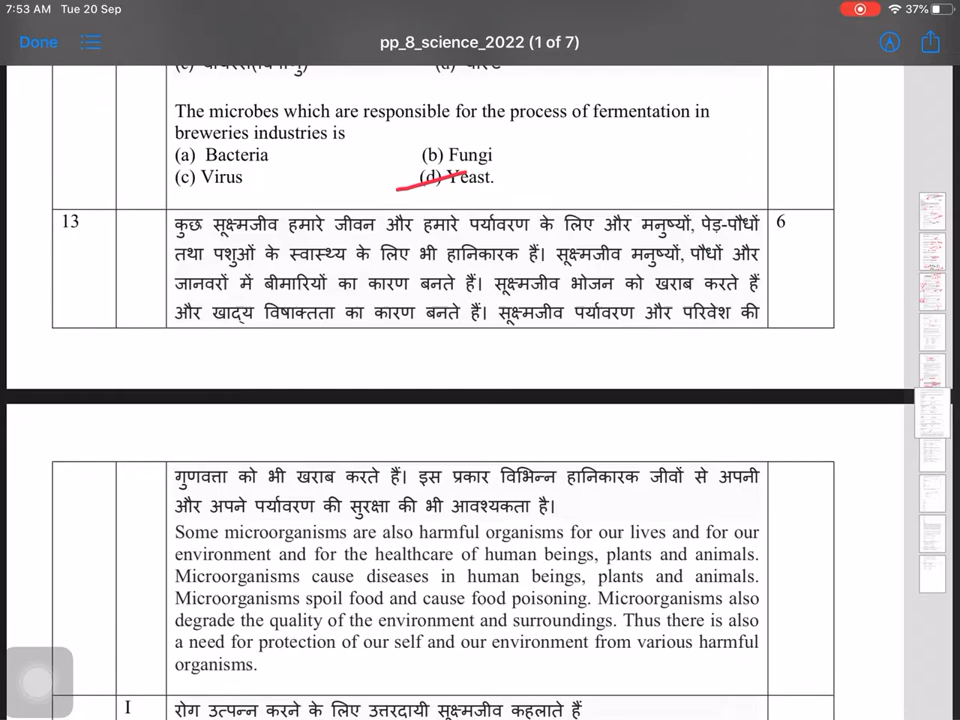 7:53 AM Tue 20 Sep
37%
Done
pp_8_science_2022 (1 of 7)
The microbes which are responsible for the process of fermentation in
breweries industries is
(a) Bacteria (b) Fungi
(c) Virus (d) Yeast.
13 कुछ सूक्ष्मजीव हमारे जीवन और हमारे पर्यावरण के लिए और मनुष्यों, पेड़-पौधों 6
तथा पशुओं के स्वास्थ्य के लिए भी हानिकारक हैं। सूक्ष्मजीव मनुष्यों, पौधों और
जानवरों में बीमारियों का कारण बनते हैं। सूक्ष्मजीव भोजन को खराब करते हैं
और खाद्य विषाक्तता का कारण बनते हैं। सूक्ष्मजीव पर्यावरण और परिवेश की
गुणवत्ता को भी खराब करते हैं। इस प्रकार विभिन्न हानिकारक जीवों से अपनी
और अपने पर्यावरण की सुरक्षा की भी आवश्यकता है।
Some microorganisms are also harmful organisms for our lives and for our
environment and for the healthcare of human beings, plants and animals.
Microorganisms cause diseases in human beings, plants and animals.
Microorganisms spoil food and cause food poisoning. Microorganisms also
degrade the quality of the environment and surroundings. Thus there is also
a need for protection of our self and our environment from various harmful
organisms.
I रोग उत्पन्न करने के लिए उत्तरदायी सूक्ष्मजीव कहलाते हैं